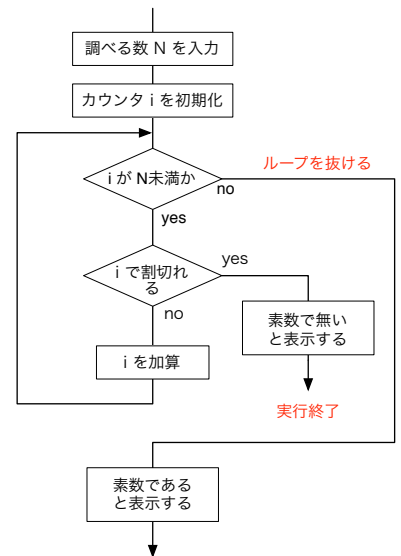 調べる数 N を入力
カウンタ i を初期化
ループを抜ける
i が N未満か
no
yes
i で割切れ
る
yes
no
素数で無い
と表示する
i を加算
実行終了
素数である
と表示する